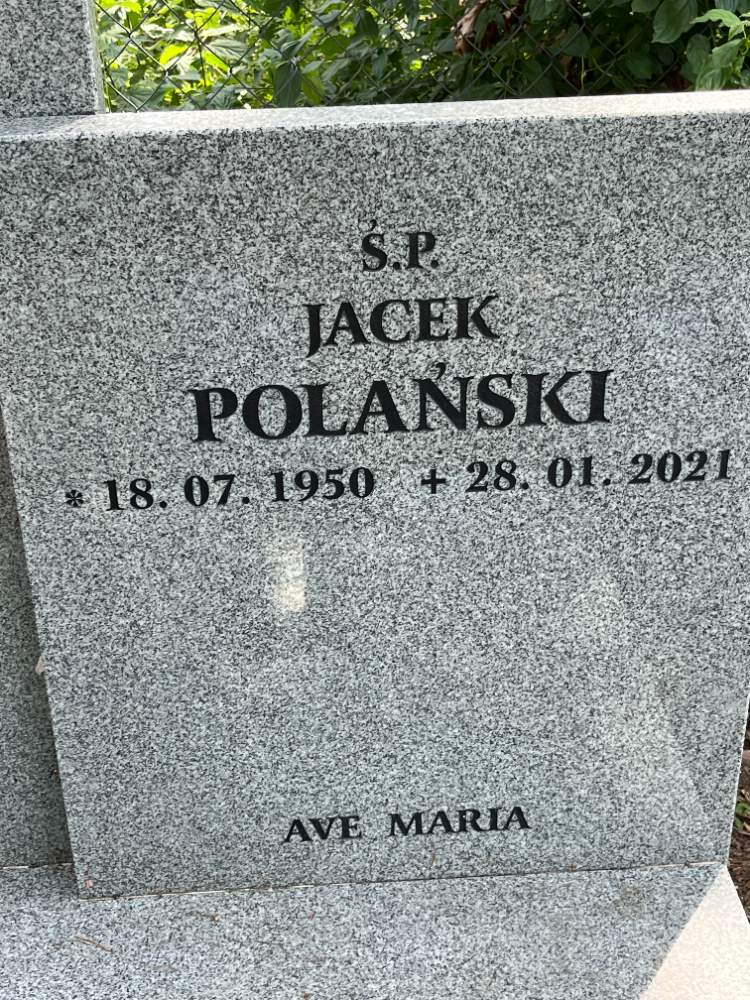 Ś.P.
JACEK
POLAŃSKI
* 18. 07. 1950 + 28. 01. 2021
AVE MARIA